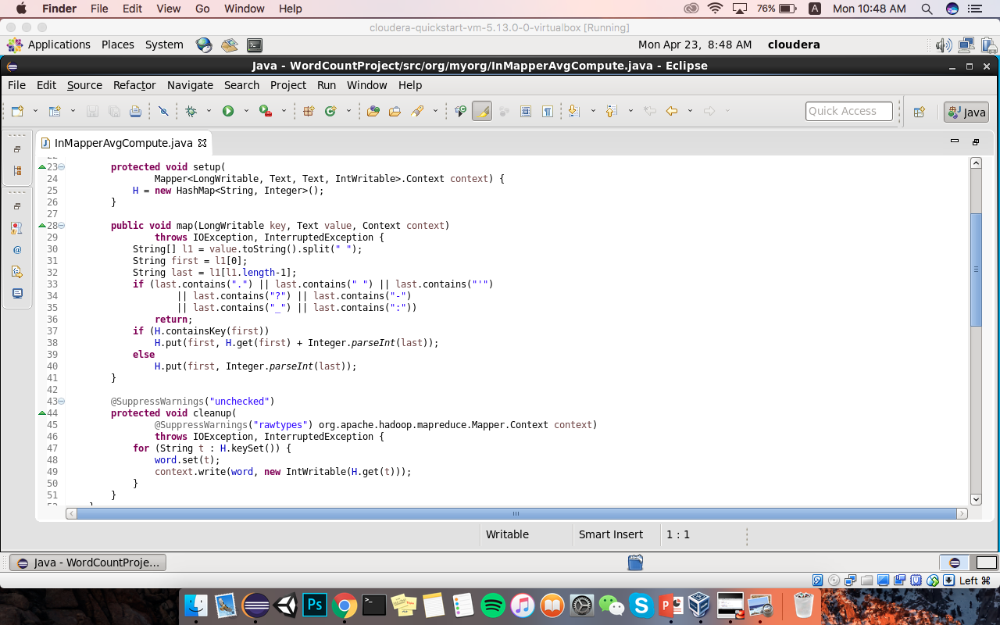 Finder File Edit View Go Window Help 76% A Mon 10:48 AM
cloudera-quickstart-vm-5.13.0-0-virtualbox [Running]
Applications Places System Mon Apr 23, 8:48 AM cloudera
Java - WordCountProject/src/org/myorg/InMapperAvgCompute.java - Eclipse
File Edit Source Refactor Navigate Search Project Run Window Help
Quick Access Java
InMapperAvgCompute.java
22
23 protected void setup(
24 Mapper<LongWritable, Text, Text, IntWritable>.Context context) {
25 H = new HashMap<String, Integer>();
26 }
27
28 public void map(LongWritable key, Text value, Context context)
29 throws IOException, InterruptedException {
30 String[] l1 = value.toString().split(" ");
31 String first = l1[0];
32 String last = l1[l1.length-1];
33 if (last.contains(".") || last.contains(" ") || last.contains("'")
34 || last.contains("?") || last.contains("-")
35 || last.contains("_") || last.contains(":"))
36 return;
37 if (H.containsKey(first))
38 H.put(first, H.get(first) + Integer.parseInt(last));
39 else
40 H.put(first, Integer.parseInt(last));
41 }
42
43 @SuppressWarnings("unchecked")
44 protected void cleanup(
45 @SuppressWarnings("rawtypes") org.apache.hadoop.mapreduce.Mapper.Context context)
46 throws IOException, InterruptedException {
47 for (String t : H.keySet()) {
48 word.set(t);
49 context.write(word, new IntWritable(H.get(t)));
50 }
51 }
52 }
Writable Smart Insert 1 : 1
Java - WordCountProje...
Left ⌘
Ps